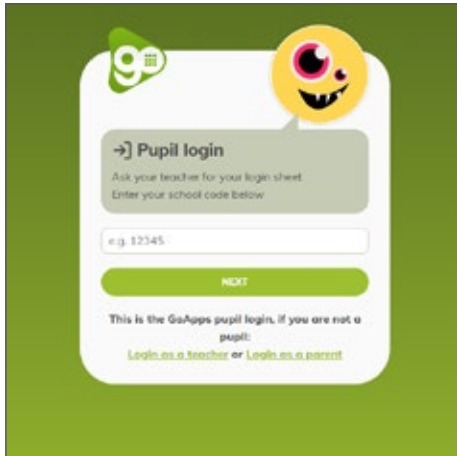 go
Pupil login
Ask your teacher for your login sheet
Enter your school code below
e.g. 12345
NEXT
This is the GoApps pupil login, if you are not a
pupil:
Login as a teacher or Login as a parent